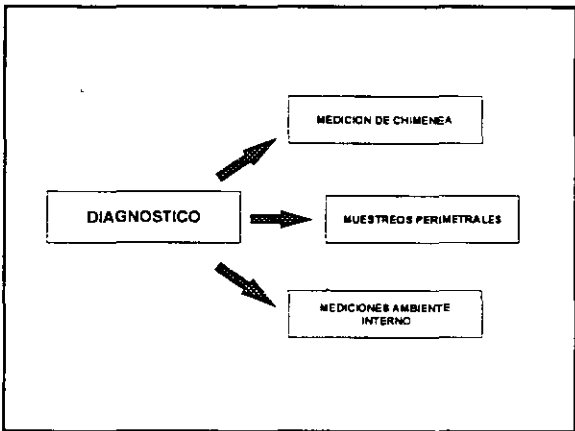 MEDICION DE CHIMENEA
DIAGNOSTICO
MUESTREOS PERIMETRALES
MEDICIONES AMBIENTE
INTERNO